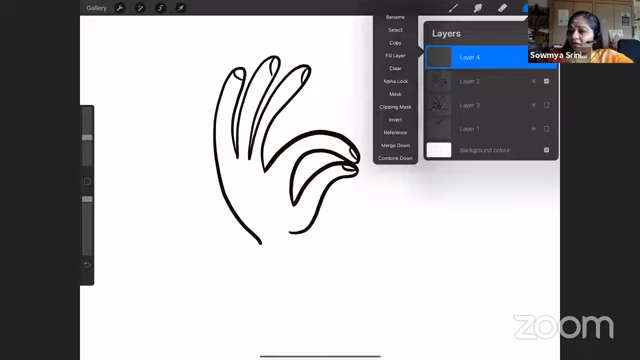 Gallery
Rename
Select
Copy
Fill Layer
Clear
Alpha Lock
Mask
Clipping Mask
Invert
Reference
Merge Down
Combine Down
Layers
Layer 4
Layer 2
N
Layer 3
N
Layer 1
N
Background colour
Sowmya Srini...
zoom